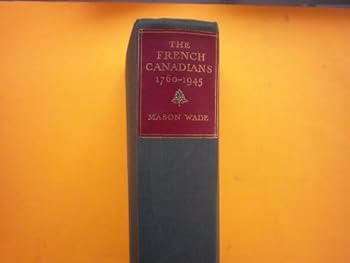 THE
FRENCH
CANADIANS
1760-1945
MASON WADE